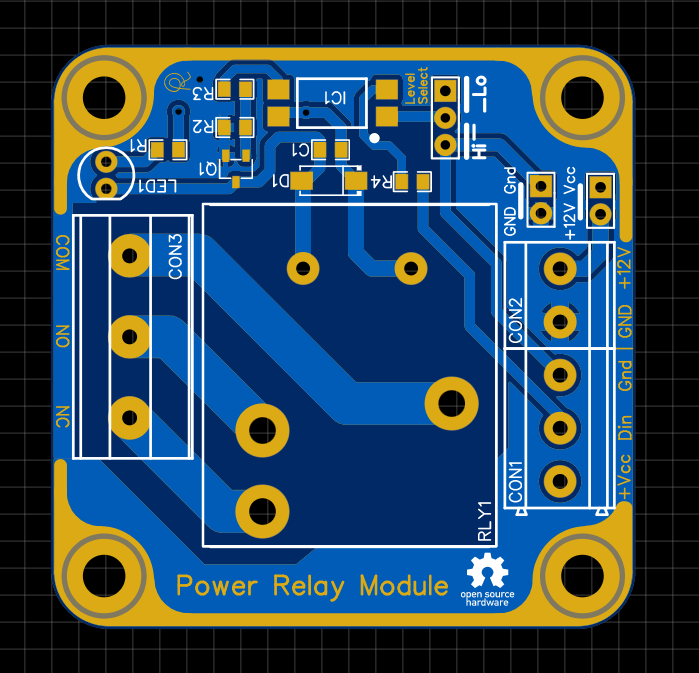 R3
IC1
Level
Select
Lo
R2
R1
C1
Hi
Q1
D1
R4
LED1
Gnd
Vcc
GND
+12V
COM
CON3
+12V
NO
CON2
GND
Gnd
NC
Din
CON1
+Vcc
RLY1
Power Relay Module
open source
hardware